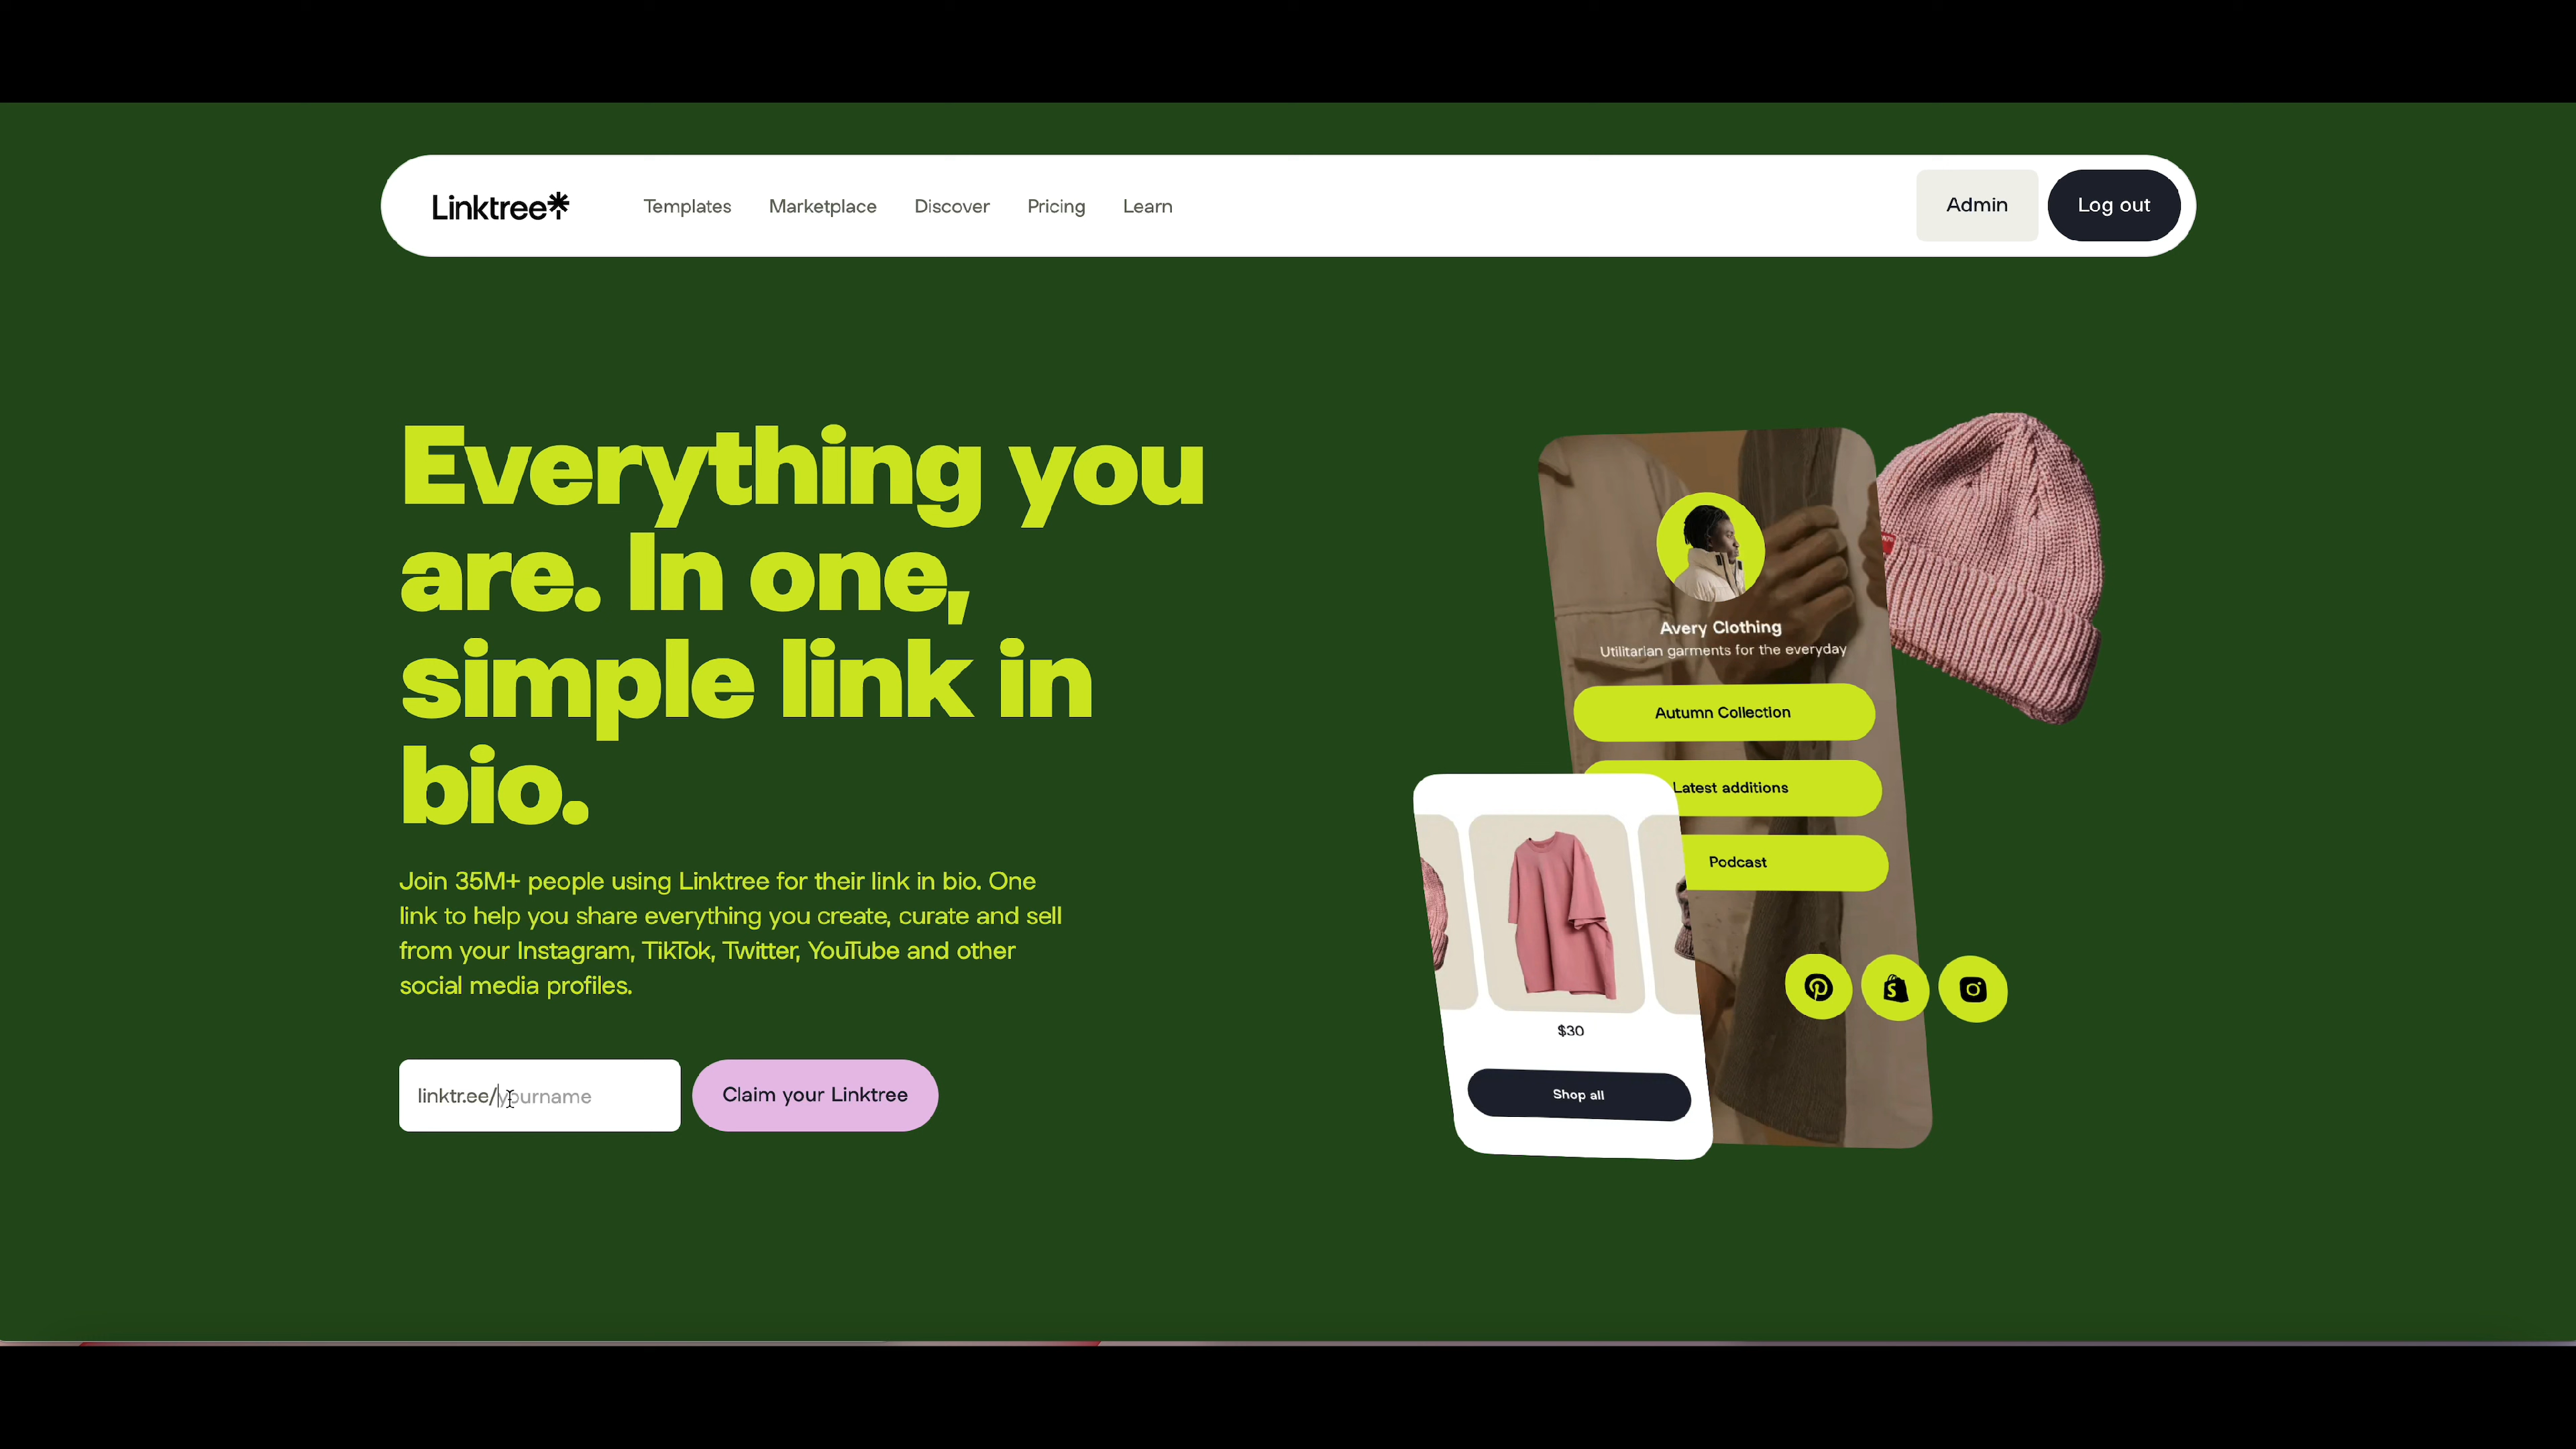 Linktree
Templates
Marketplace
Discover
Pricing
Learn
Admin
Log out
Everything you
are. In one,
simple link in
bio.
Join 35M+ people using Linktree for their link in bio. One
link to help you share everything you create, curate and sell
from your Instagram, TikTok, Twitter, YouTube and other
social media profiles.
linktr.ee/yourname
Claim your Linktree
Avery Clothing
Utilitarian garments for the everyday
Autumn Collection
Latest additions
Podcast
$30
Shop all